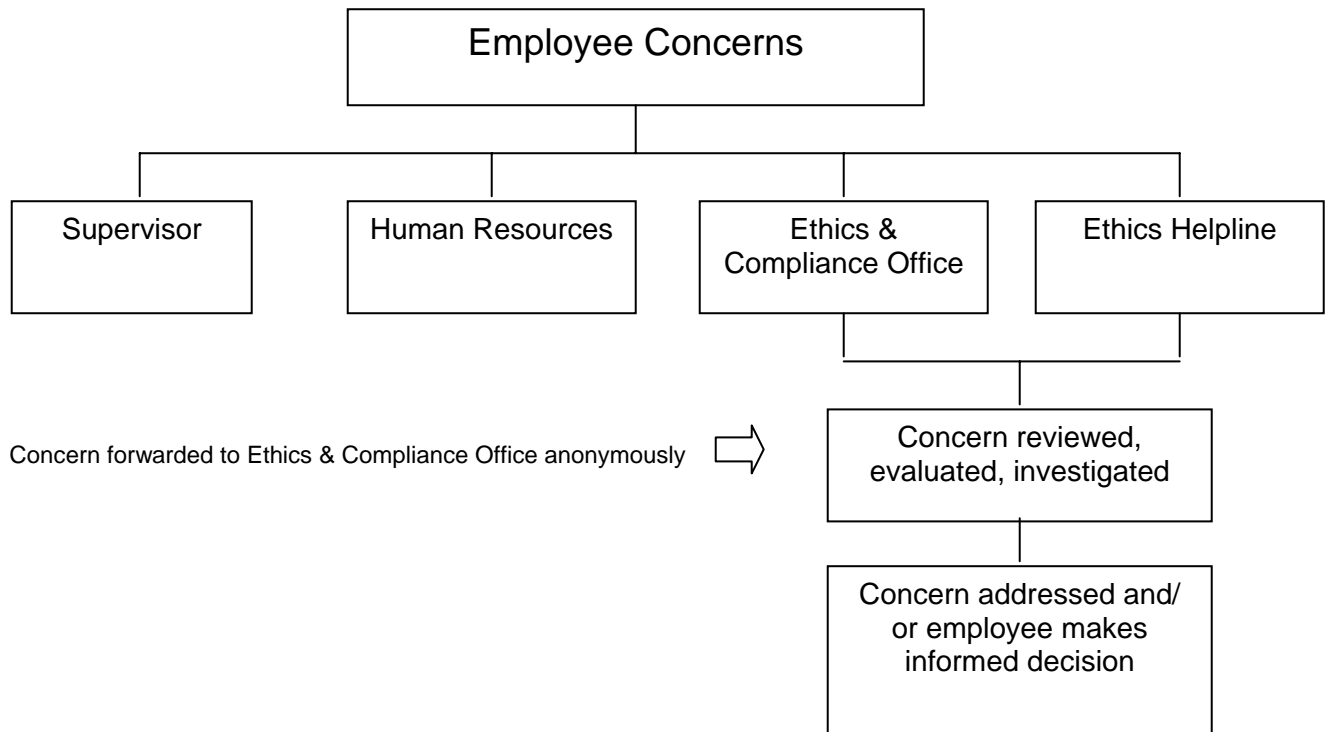 Employee Concerns
Supervisor
Human Resources
Ethics &
Compliance Office
Ethics Helpline
Concern forwarded to Ethics & Compliance Office anonymously
Concern reviewed,
evaluated, investigated
Concern addressed and/
or employee makes
informed decision